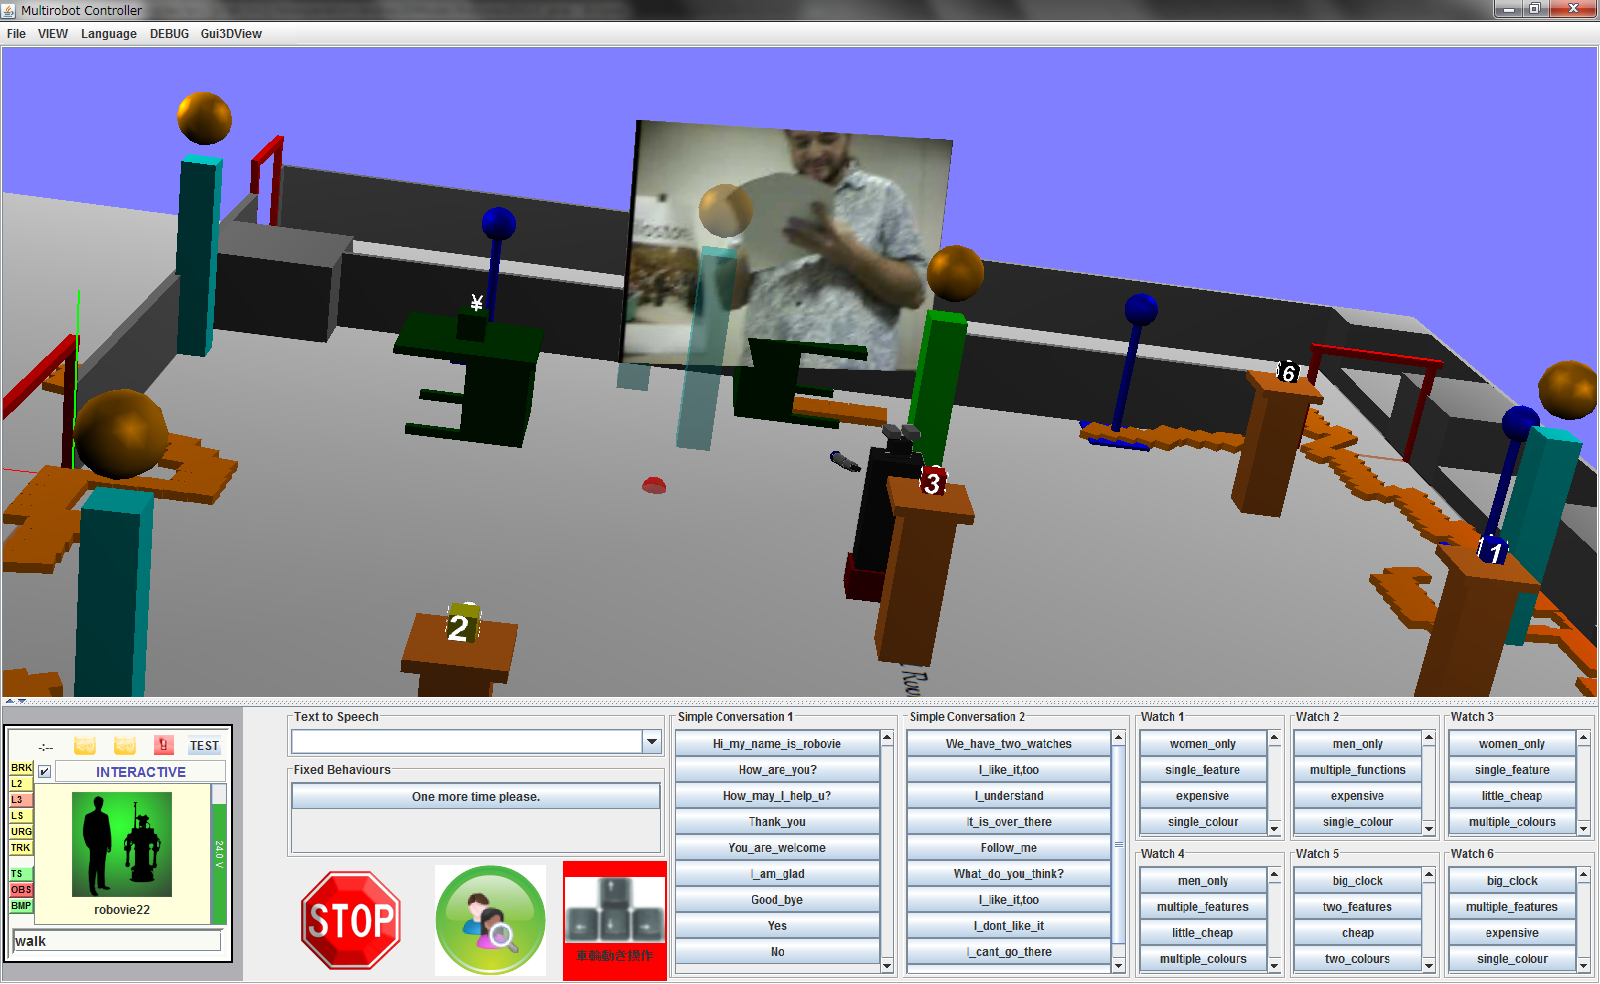 Multirobot Controller
File VIEW Language DEBUG Gui3DView
¥
6
3
1
2
Roo
-:-- TEST
BRK
L2
L3
LS
URG
TRK
TS
OBS
BMP
INTERACTIVE
24.0 V
robovie22
walk
Text to Speech
Fixed Behaviours
One more time please.
STOP
車輪動き操作
Simple Conversation 1
Hi_my_name_is_robovie
How_are_you?
How_may_I_help_u?
Thank_you
You_are_welcome
I_am_glad
Good_bye
Yes
No
Simple Conversation 2
We_have_two_watches
I_like_it,too
I_understand
It_is_over_there
Follow_me
What_do_you_think?
I_like_it,too
I_dont_like_it
I_cant_go_there
Watch 1
women_only
single_feature
expensive
single_colour
Watch 2
men_only
multiple_functions
expensive
single_colour
Watch 3
women_only
single_feature
little_cheap
multiple_colours
Watch 4
men_only
multiple_features
little_cheap
multiple_colours
Watch 5
big_clock
two_features
cheap
two_colours
Watch 6
big_clock
multiple_features
expensive
single_colour